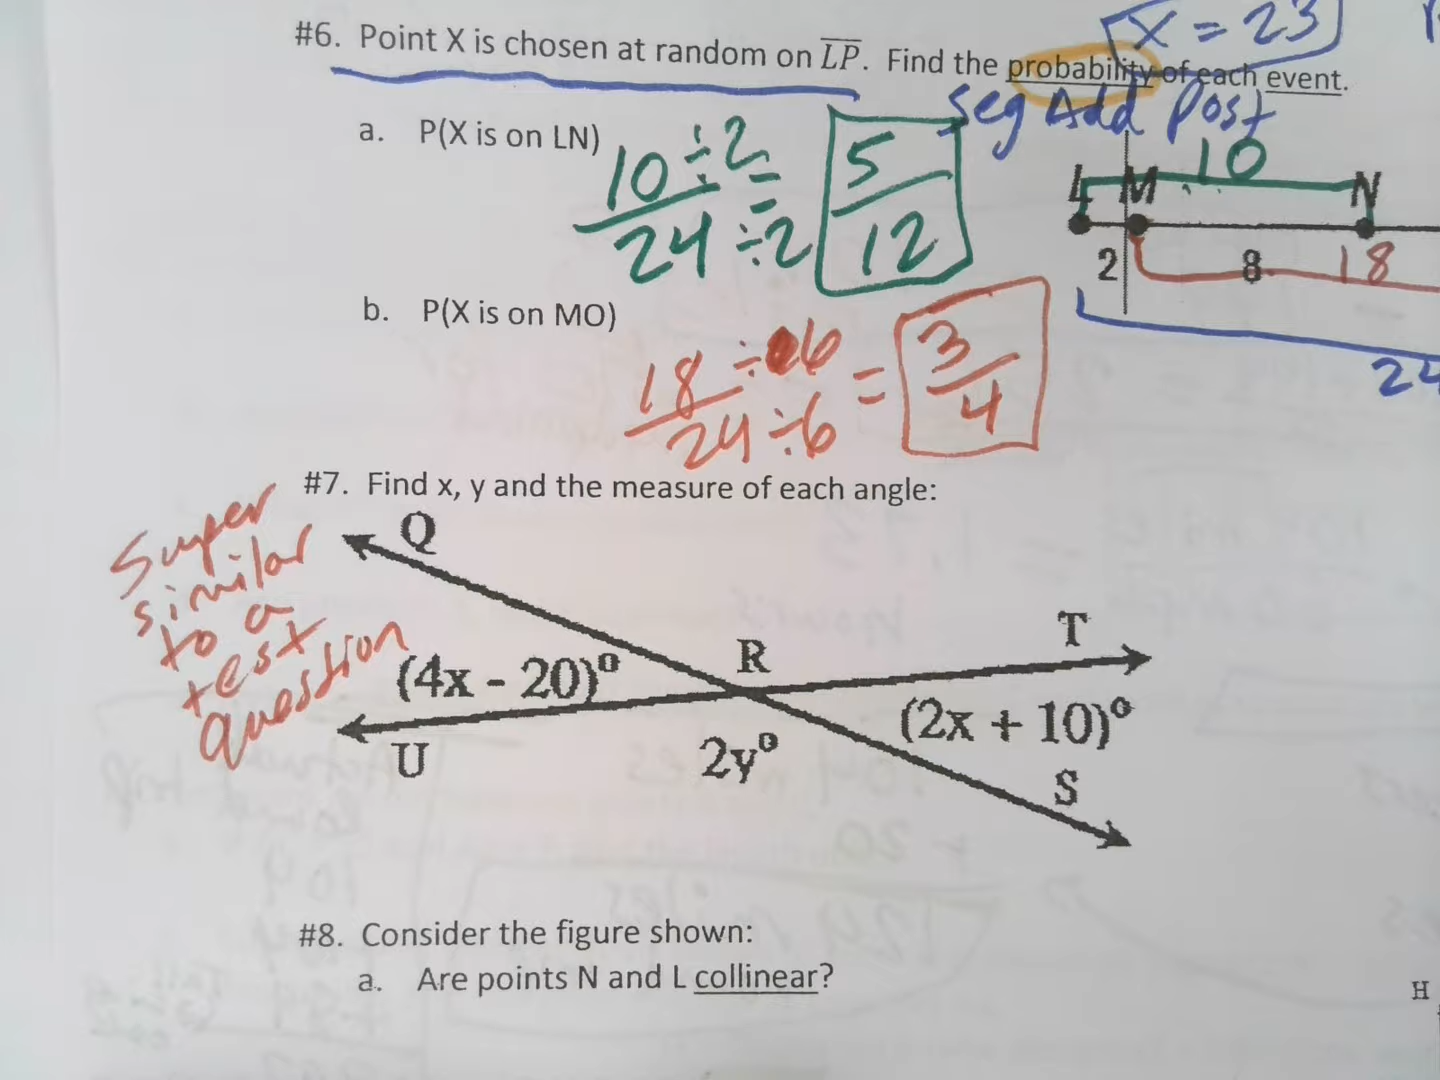 x = 23
#6. Point X is chosen at random on LP. Find the probability of each event.
Seg Add Post
a. P(X is on LN)
10 ÷2 = 5
24 ÷2 12
10
L M N
2 8 18
24
b. P(X is on MO)
18 ÷6 = 3
24 ÷6 4
#7. Find x, y and the measure of each angle:
Super
similar
to a
test
question
Q
R
T
(4x - 20)º
(2x + 10)º
U
2yº
S
#8. Consider the figure shown:
a. Are points N and L collinear?
H